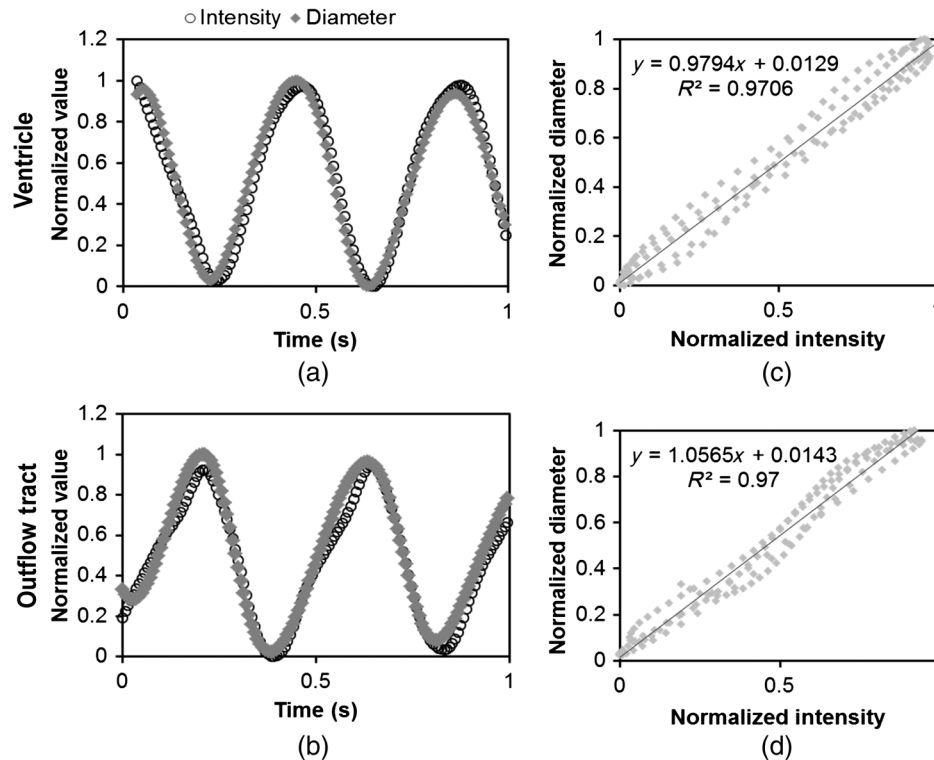 Intensity Diameter
Ventricle
Normalized value
1.2
1
0.8
0.6
0.4
0.2
0
0 0.5 1
Time (s)
(a)
Normalized diameter
1
0.8
0.6
0.4
0.2
0
y = 0.9794x + 0.0129
R² = 0.9706
0 0.5 1
Normalized intensity
(c)
Outflow tract
Normalized value
1.2
1
0.8
0.6
0.4
0.2
0
0 0.5 1
Time (s)
(b)
Normalized diameter
1
0.8
0.6
0.4
0.2
0
y = 1.0565x + 0.0143
R² = 0.97
0 0.5
Normalized intensity
(d)